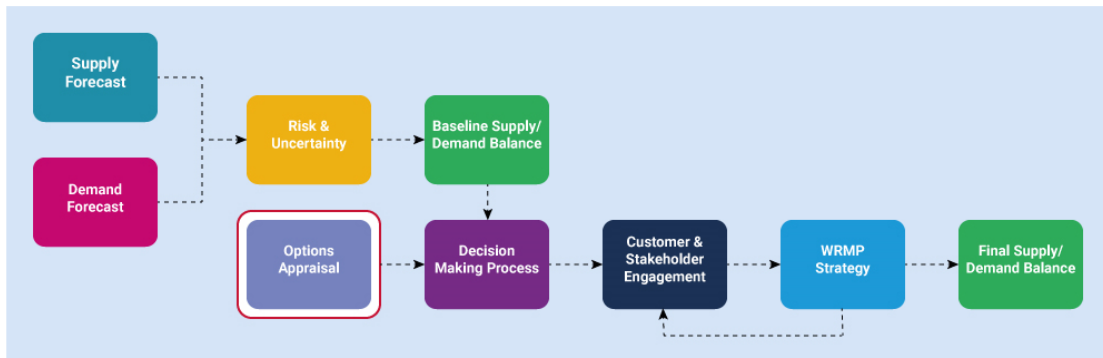 Supply
Forecast
Risk &
Uncertainty
Baseline Supply/
Demand Balance
Demand
Forecast
Options
Appraisal
Decision
Making Process
Customer &
Stakeholder
Engagement
WRMP
Strategy
Final Supply/
Demand Balance